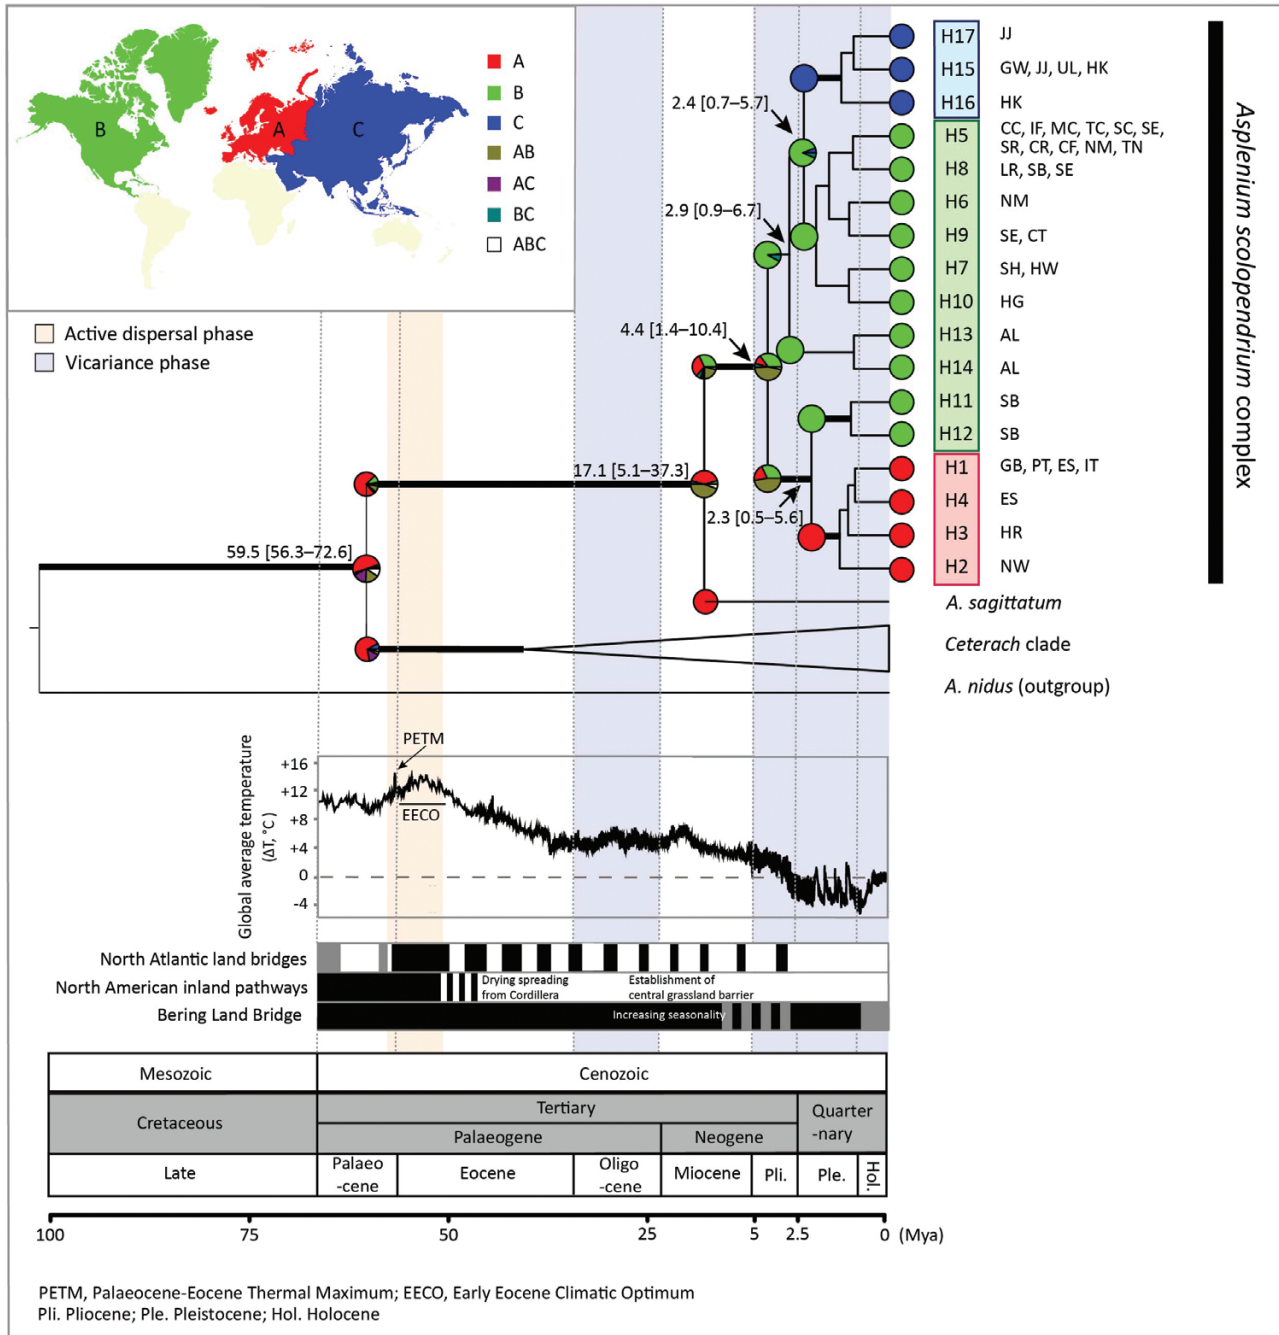 B
A
C
A
B
C
AB
AC
BC
ABC
Active dispersal phase
Vicariance phase
H17 JJ
H15 GW, JJ, UL, HK
H16 HK
H5 CC, IF, MC, TC, SC, SE,
SR, CR, CF, NM, TN
H8 LR, SB, SE
H6 NM
H9 SE, CT
H7 SH, HW
H10 HG
H13 AL
H14 AL
H11 SB
H12 SB
H1 GB, PT, ES, IT
H4 ES
H3 HR
H2 NW
A. sagittatum
Ceterach clade
A. nidus (outgroup)
Asplenium scolopendrium complex
2.4 [0.7–5.7]
2.9 [0.9–6.7]
4.4 [1.4–10.4]
17.1 [5.1–37.3]
2.3 [0.5–5.6]
59.5 [56.3–72.6]
Global average temperature
(ΔT, °C)
+16
+12
+8
+4
0
-4
PETM
EECO
North Atlantic land bridges
North American inland pathways
Drying spreading
from Cordillera
Establishment of
central grassland barrier
Bering Land Bridge
Increasing seasonality
Mesozoic Cenozoic
Cretaceous
Tertiary
Quarter
-nary
Palaeogene Neogene
Late
Palaeo
-cene
Eocene
Oligo
-cene
Miocene
Pli.
Ple.
Hol.
100 75 50 25 5 2.5 0 (Mya)
PETM, Palaeocene-Eocene Thermal Maximum; EECO, Early Eocene Climatic Optimum
Pli. Pliocene; Ple. Pleistocene; Hol. Holocene